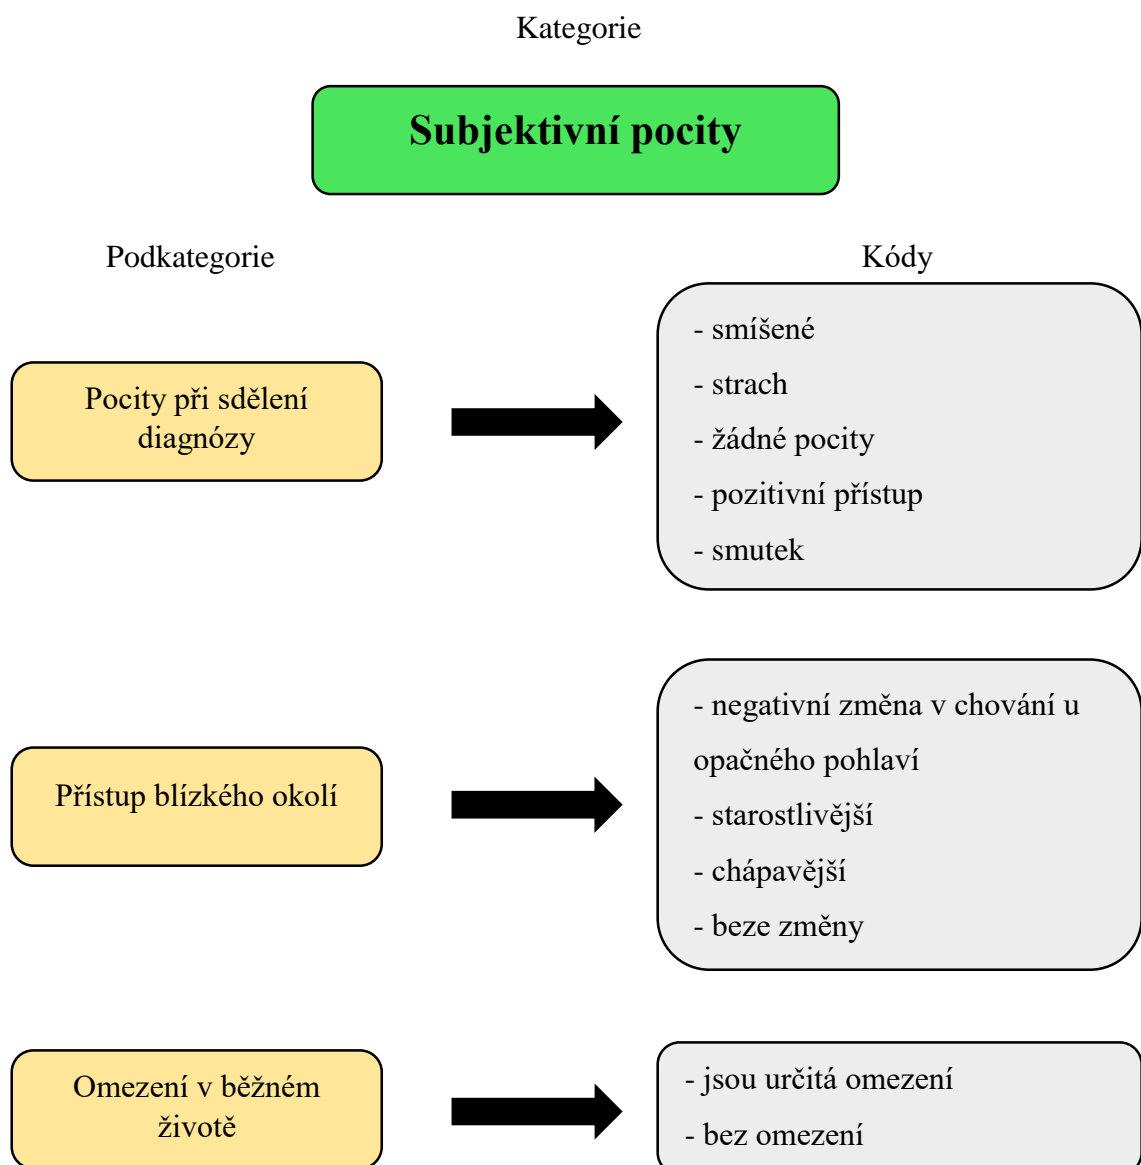 Kategorie
Subjektivní pocity
Podkategorie
Kódy
Pocity při sdělení
diagnózy
- smíšené
- strach
- žádné pocity
- pozitivní přístup
- smutek
Přístup blízkého okolí
- negativní změna v chování u
opačného pohlaví
- starostlivější
- chápavější
- beze změny
Omezení v běžném
životě
- jsou určitá omezení
- bez omezení